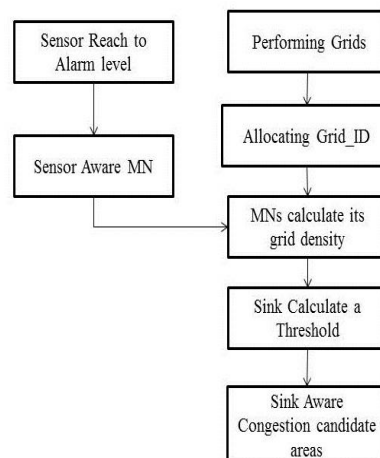 Sensor Reach to
Alarm level
Performing Grids
Allocating Grid_ID
Sensor Aware MN
MNs calculate its
grid density
Sink Calculate a
Threshold
Sink Aware
Congestion candidate
areas